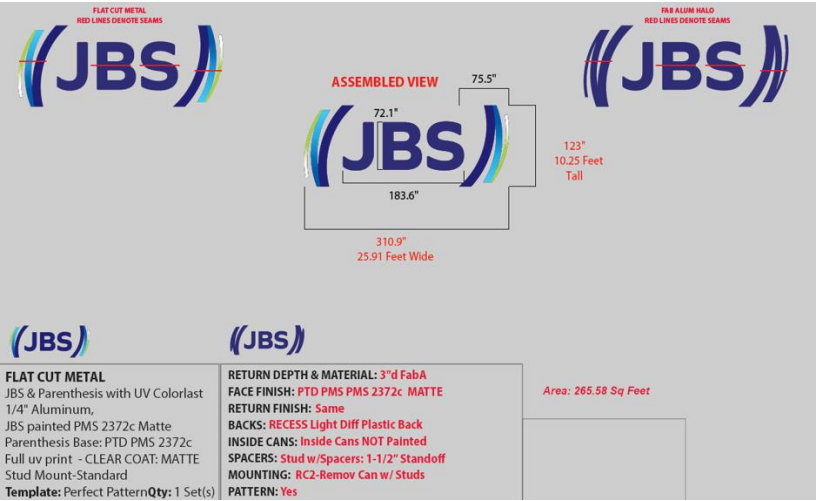 FLAT CUT METAL
RED LINES DENOTE SEAMS
JBS
FAB ALUM HALO
RED LINES DENOTE SEAMS
JBS
ASSEMBLED VIEW
75.5"
72.1"
JBS
183.6"
123"
10.25 Feet
Tall
310.9"
25.91 Feet Wide
(JBS)
(JBS)
FLAT CUT METAL
JBS & Parenthesis with UV Colorlast
1/4" Aluminum,
JBS painted PMS 2372c Matte
Parenthesis Base: PTD PMS 2372c
Full uv print - CLEAR COAT: MATTE
Stud Mount-Standard
Template: Perfect PatternQty: 1 Set(s)
RETURN DEPTH & MATERIAL: 3"d FabA
FACE FINISH: PTD PMS PMS 2372c MATTE
RETURN FINISH: Same
BACKS: RECESS Light Diff Plastic Back
INSIDE CANS: Inside Cans NOT Painted
SPACERS: Stud w/Spacers: 1-1/2" Standoff
MOUNTING: RC2-Remov Can w/ Studs
PATTERN: Yes
Area: 265.58 Sq Feet